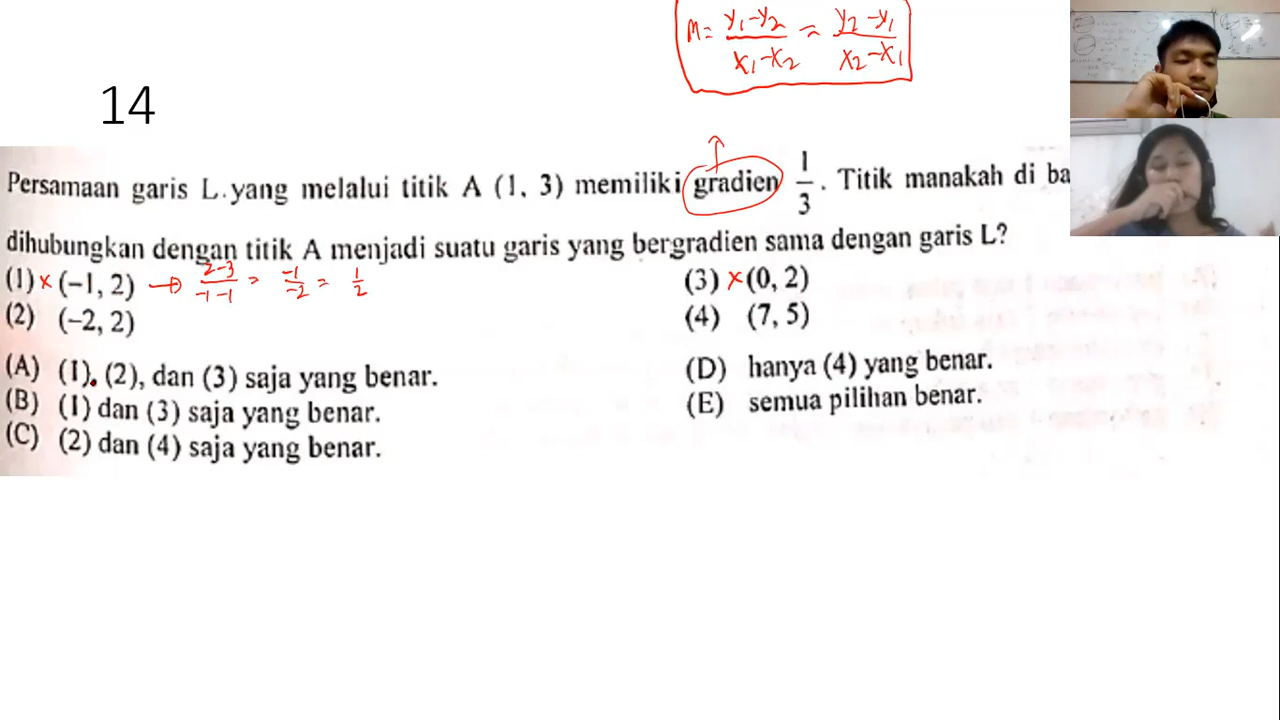 m = y₁-y₂ / x₁-x₂ = y₂-y₁ / x₂-x₁
14
Persamaan garis L.yang melalui titik A (1, 3) memiliki gradien 1/3. Titik manakah di ba
dihubungkan dengan titik A menjadi suatu garis yang bergradien sama dengan garis L?
(1) × (−1, 2) → 2-3 / -1-1 = -1/-2 = 1/2
(3) × (0, 2)
(2) (−2, 2)
(4) (7, 5)
(A) (1), (2), dan (3) saja yang benar.
(D) hanya (4) yang benar.
(B) (1) dan (3) saja yang benar.
(E) semua pilihan benar.
(C) (2) dan (4) saja yang benar.